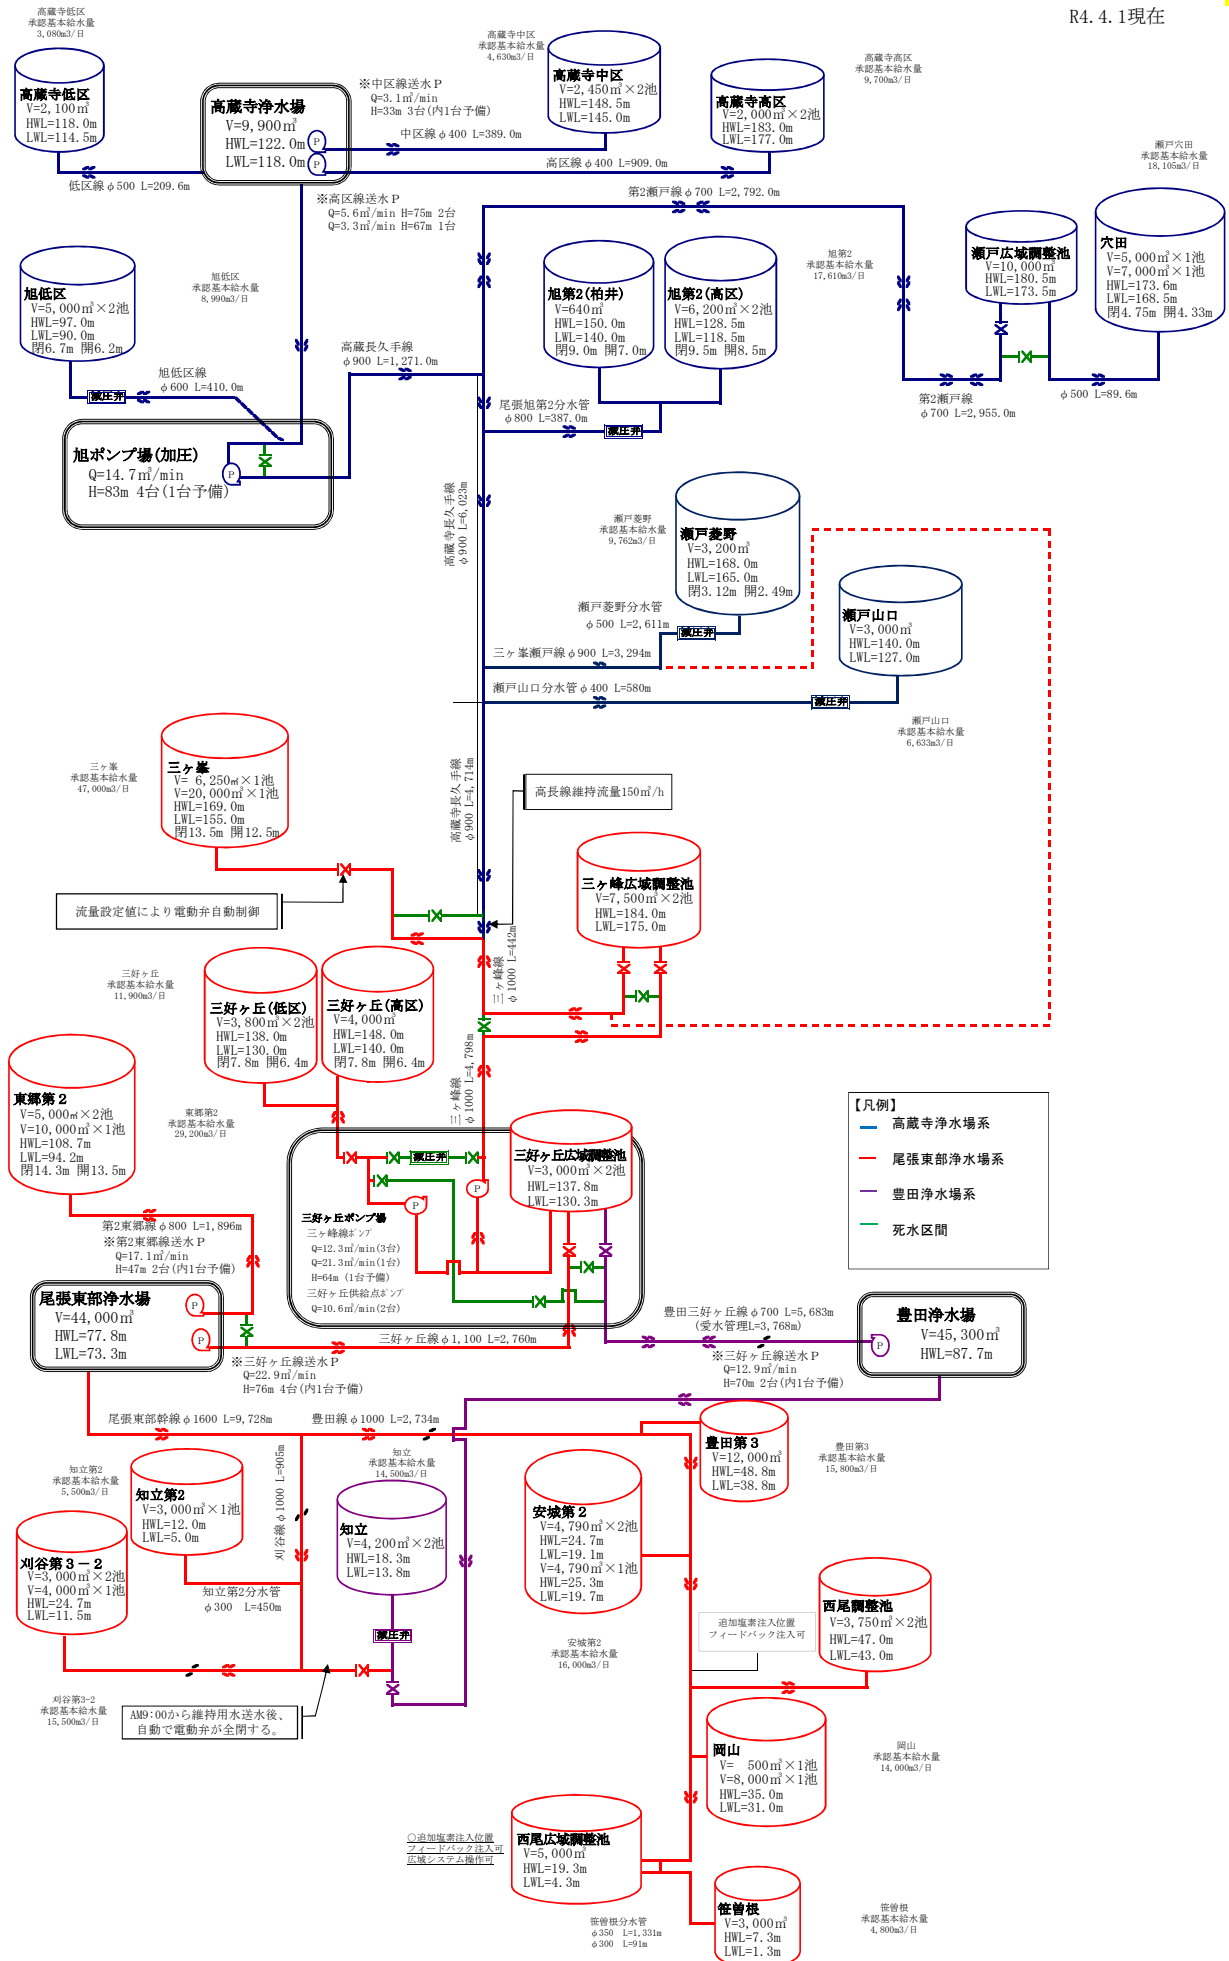 R4.4.1現在
高蔵寺低区
承認基本給水量
3,080m3/日
高蔵寺低区
V=2,100㎥
HWL=118.0m
LWL=114.5m
高蔵寺浄水場
V=9,900㎥
HWL=122.0m
LWL=118.0m
P
P
※中区線送水P
Q=3.1㎥/min
H=33m 3台(内1台予備)
中区線φ400 L=389.0m
高蔵寺中区
承認基本給水量
4,630m3/日
高蔵寺中区
V=2,450㎥×2池
HWL=148.5m
LWL=145.0m
高蔵寺高区
承認基本給水量
9,700m3/日
高蔵寺高区
V=2,000㎥×2池
HWL=183.0m
LWL=177.0m
高区線φ400 L=909.0m
低区線φ500 L=209.6m
※高区線送水P
Q=5.6㎥/min H=75m 2台
Q=3.3㎥/min H=67m 1台
第2瀬戸線φ700 L=2,792.0m
瀬戸穴田
承認基本給水量
18,105m3/日
穴田
V=5,000㎥×1池
V=7,000㎥×1池
HWL=173.6m
LWL=168.5m
閉4.75m 開4.33m
瀬戸広域調整池
V=10,000㎥
HWL=180.5m
LWL=173.5m
旭第2
承認基本給水量
17,610m3/日
旭第2(柏井)
V=640㎥
HWL=150.0m
LWL=140.0m
閉9.0m 開7.0m
旭第2(高区)
V=6,200㎥×2池
HWL=128.5m
LWL=118.5m
閉9.5m 開8.5m
旭低区
承認基本給水量
8,990m3/日
旭低区
V=5,000㎥×2池
HWL=97.0m
LWL=90.0m
閉6.7m 開6.2m
高蔵長久手線
φ900 L=1,271.0m
旭低区線
φ600 L=410.0m
減圧弁
第2瀬戸線
φ700 L=2,955.0m
φ500 L=89.6m
尾張旭第2分水管
φ800 L=387.0m
減圧弁
旭ポンプ場(加圧)
Q=14.7㎥/min
H=83m 4台(1台予備)
P
高蔵寺長久手線
φ900 L=6,023m
瀬戸菱野
承認基本給水量
9,762m3/日
瀬戸菱野
V=3,200㎥
HWL=168.0m
LWL=165.0m
閉3.12m 開2.49m
瀬戸菱野分水管
φ500 L=2,611m
減圧弁
瀬戸山口
V=3,000㎥
HWL=140.0m
LWL=127.0m
三ヶ峯瀬戸線φ900 L=3,294m
瀬戸山口分水管φ400 L=580m
減圧弁
瀬戸山口
承認基本給水量
6,633m3/日
三ヶ峯
承認基本給水量
47,000m3/日
三ヶ峯
V= 6,250㎥×1池
V=20,000㎥×1池
HWL=169.0m
LWL=155.0m
閉13.5m 開12.5m
高蔵寺長久手線
φ900 L=4,714m
高長線維持流量150㎥/h
流量設定値により電動弁自動制御
三ヶ峰広域調整池
V=7,500㎥×2池
HWL=184.0m
LWL=175.0m
三ヶ峰線
φ1000 L=442m
三好ヶ丘
承認基本給水量
11,900m3/日
三好ヶ丘(低区)
V=3,800㎥×2池
HWL=138.0m
LWL=130.0m
閉7.8m 開6.4m
三好ヶ丘(高区)
V=4,000㎥
HWL=148.0m
LWL=140.0m
閉7.8m 開6.4m
三ヶ峰線
φ1000 L=4,798m
東郷第2
V=5,000㎥×2池
V=10,000㎥×1池
HWL=108.7m
LWL=94.2m
閉14.3m 開13.5m
東郷第2
承認基本給水量
29,200m3/日
【凡例】
高蔵寺浄水場系
尾張東部浄水場系
豊田浄水場系
死水区間
減圧弁
三好ヶ丘広域調整池
V=3,000㎥×2池
HWL=137.8m
LWL=130.3m
P
P
三好ヶ丘ポンプ場
三ヶ峰線ポンプ
Q=12.3㎥/min(3台)
Q=21.3㎥/min(1台)
H=64m (1台予備)
三好ヶ丘供給点ポンプ
Q=10.6㎥/min(2台)
第2東郷線φ800 L=1,896m
※第2東郷線送水P
Q=17.1㎥/min
H=47m 2台(内1台予備)
尾張東部浄水場
V=44,000㎥
HWL=77.8m
LWL=73.3m
P
P
三好ヶ丘線φ1,100 L=2,760m
※三好ヶ丘線送水P
Q=22.9㎥/min
H=76m 4台(内1台予備)
豊田三好ヶ丘線φ700 L=5,683m
(愛水管理L=3,768m)
※三好ヶ丘線送水P
Q=12.9㎥/min
H=70m 2台(内1台予備)
豊田浄水場
V=45,300㎥
HWL=87.7m
P
尾張東部幹線φ1600 L=9,728m
豊田線φ1000 L=2,734m
刈谷線φ1000 L=905m
知立
承認基本給水量
14,500m3/日
知立
V=4,200㎥×2池
HWL=18.3m
LWL=13.8m
減圧弁
知立第2
承認基本給水量
5,500m3/日
知立第2
V=3,000㎥×1池
HWL=12.0m
LWL=5.0m
刈谷第3-2
V=3,000㎥×2池
V=4,000㎥×1池
HWL=24.7m
LWL=11.5m
知立第2分水管
φ300 L=450m
刈谷第3-2
承認基本給水量
15,500m3/日
AM9:00から維持用水送水後、
自動で電動弁が全閉する。
豊田第3
V=12,000㎥
HWL=48.8m
LWL=38.8m
豊田第3
承認基本給水量
15,800m3/日
安城第2
V=4,790㎥×2池
HWL=24.7m
LWL=19.1m
V=4,790㎥×1池
HWL=25.3m
LWL=19.7m
安城第2
承認基本給水量
16,000m3/日
追加塩素注入位置
フィードバック注入可
西尾調整池
V=3,750㎥×2池
HWL=47.0m
LWL=43.0m
岡山
V= 500㎥×1池
V=8,000㎥×1池
HWL=35.0m
LWL=31.0m
岡山
承認基本給水量
14,000m3/日
○追加塩素注入位置
フィードバック注入可
広域システム操作可
西尾広域調整池
V=5,000㎥
HWL=19.3m
LWL=4.3m
笹曽根分水管
φ350 L=1,331m
φ300 L=91m
笹曽根
V=3,000㎥
HWL=7.3m
LWL=1.3m
笹曽根
承認基本給水量
4,800m3/日